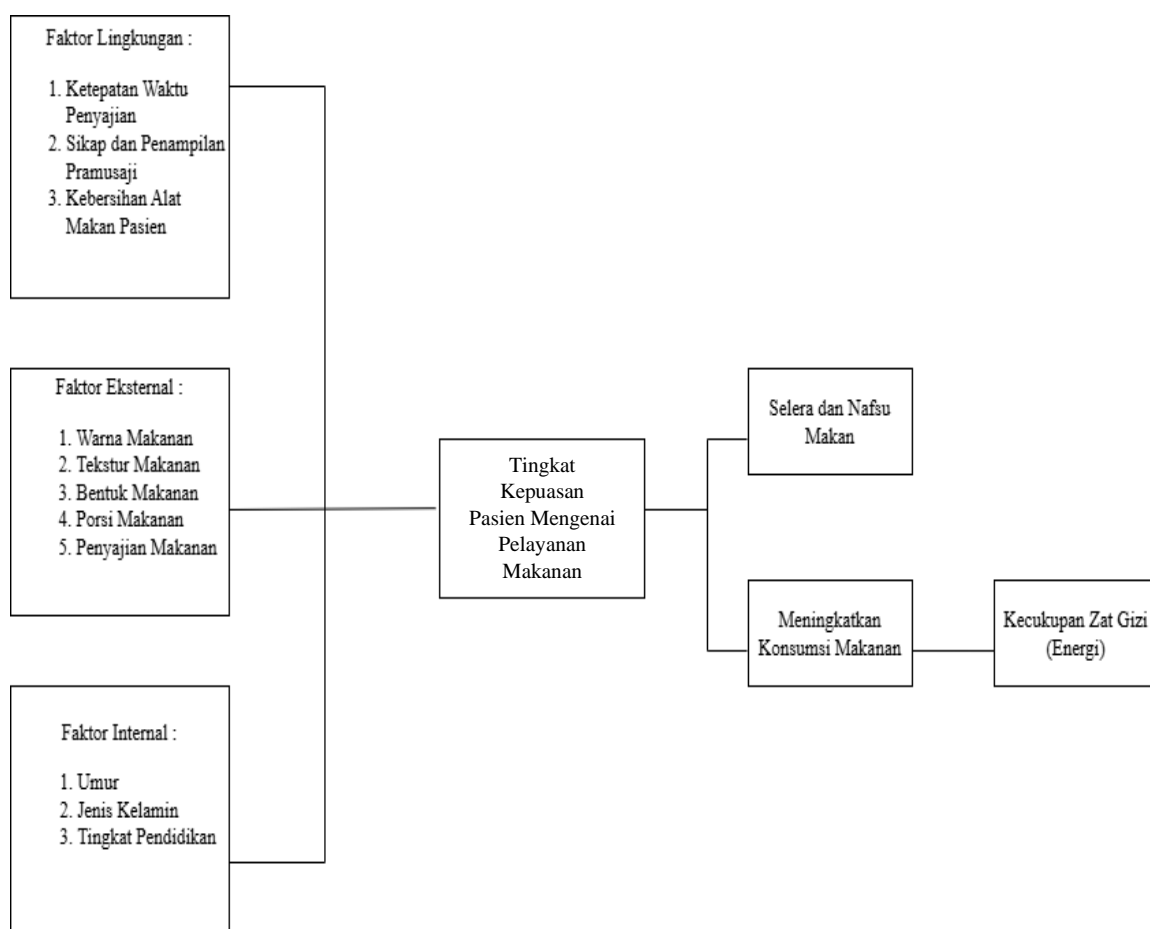 Faktor Lingkungan :
1. Ketepatan Waktu
Penyajian
2. Sikap dan Penampilan
Pramusaji
3. Kebersihan Alat
Makan Pasien
Faktor Eksternal :
1. Warna Makanan
2. Tekstur Makanan
3. Bentuk Makanan
4. Porsi Makanan
5. Penyajian Makanan
Faktor Internal :
1. Umur
2. Jenis Kelamin
3. Tingkat Pendidikan
Tingkat
Kepuasan
Pasien Mengenai
Pelayanan
Makanan
Selera dan Nafsu
Makan
Meningkatkan
Konsumsi Makanan
Kecukupan Zat Gizi
(Energi)